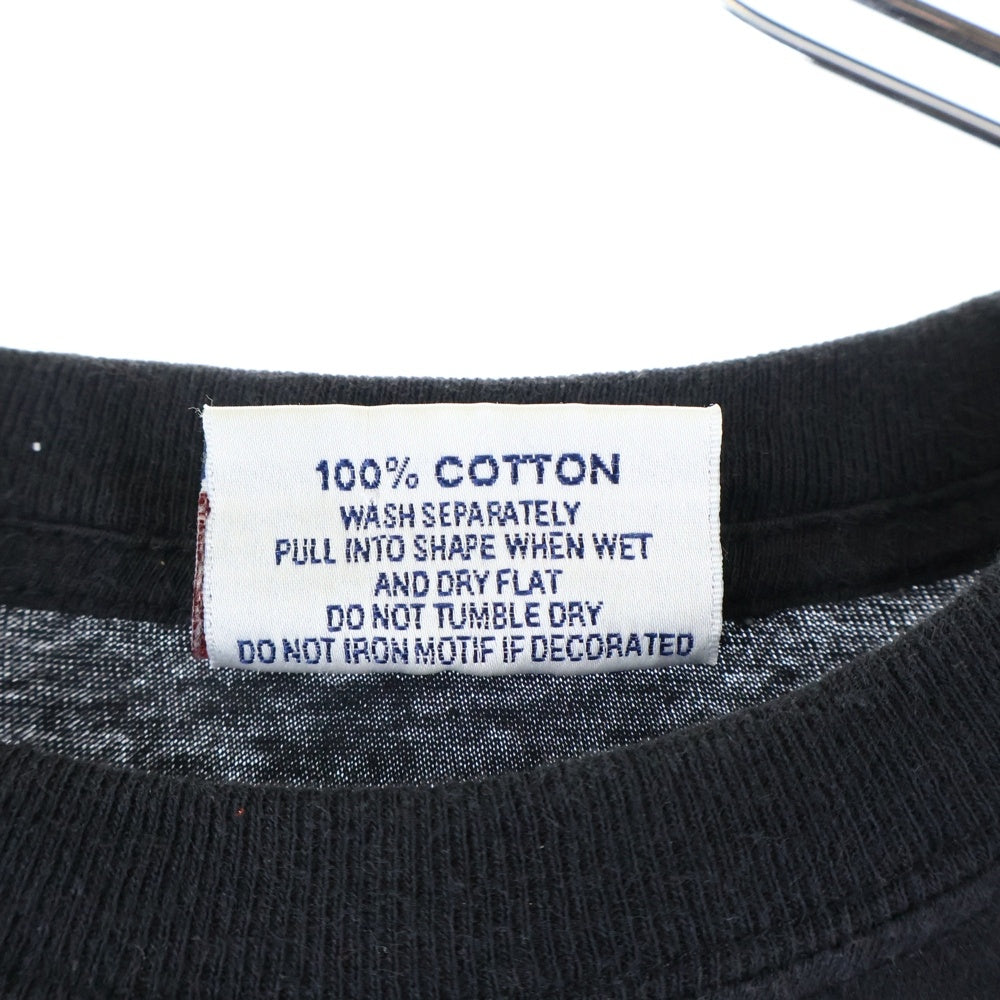 100% COTTON
WASH SEPARATELY
PULL INTO SHAPE WHEN WET
AND DRY FLAT
DO NOT TUMBLE DRY
DO NOT IRON MOTIF IF DECORATED